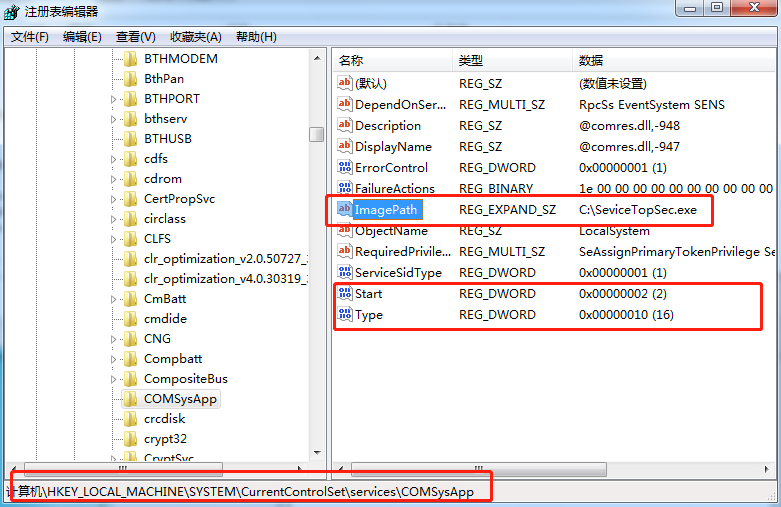 注册表编辑器
文件(F) 编辑(E) 查看(V) 收藏夹(A) 帮助(H)
BTHMODEM
BthPan
BTHPORT
bthserv
BTHUSB
cdfs
cdrom
CertPropSvc
circlass
CLFS
clr_optimization_v2.0.50727_
clr_optimization_v4.0.30319_
CmBatt
cmdide
CNG
Compbatt
CompositeBus
COMSysApp
crcdisk
crypt32
CryptSvc
名称 类型 数据
(默认) REG_SZ (数值未设置)
DependOnSer... REG_MULTI_SZ RpcSs EventSystem SENS
Description REG_SZ @comres.dll,-948
DisplayName REG_SZ @comres.dll,-947
ErrorControl REG_DWORD 0x00000001 (1)
FailureActions REG_BINARY 1e 00 00 00 00 00 00 00 00 00 00
ImagePath REG_EXPAND_SZ C:\SeviceTopSec.exe
ObjectName REG_SZ LocalSystem
RequiredPrivile... REG_MULTI_SZ SeAssignPrimaryTokenPrivilege Se
ServiceSidType REG_DWORD 0x00000001 (1)
Start REG_DWORD 0x00000002 (2)
Type REG_DWORD 0x00000010 (16)
计算机\HKEY_LOCAL_MACHINE\SYSTEM\CurrentControlSet\services\COMSysApp